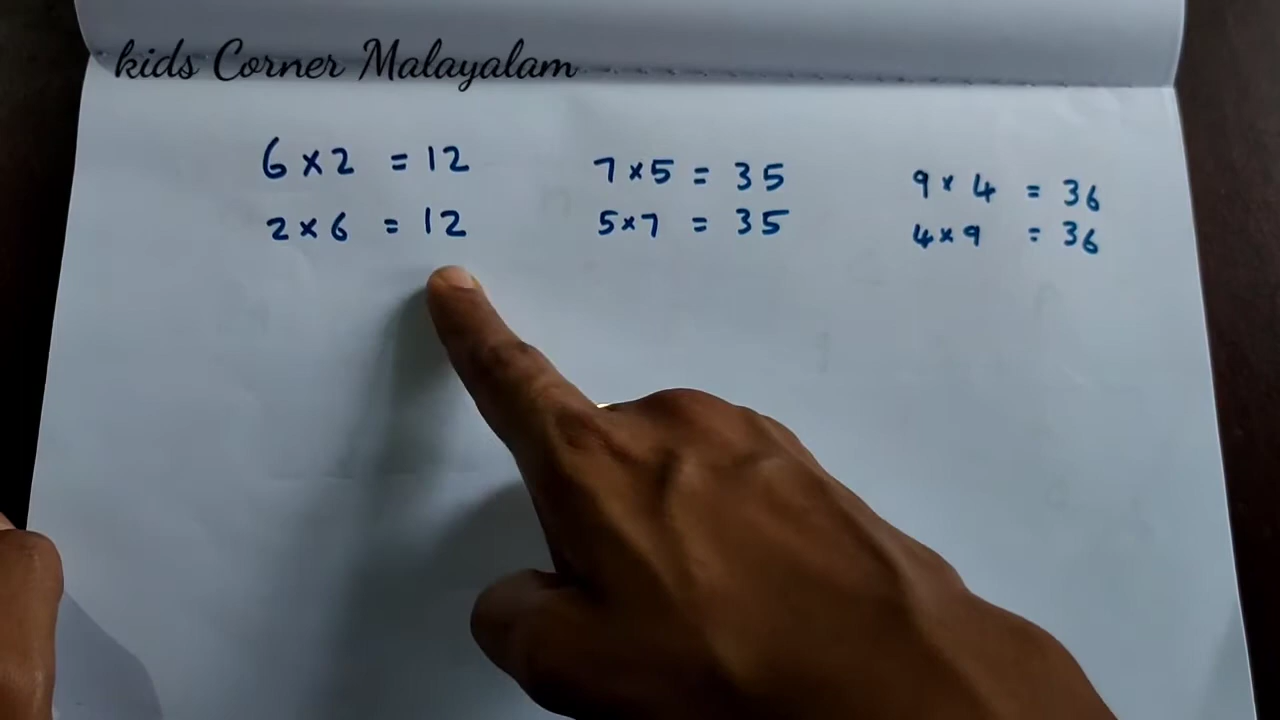 kids Corner Malayalam
6 × 2 = 12
2 × 6 = 12
7 × 5 = 35
5 × 7 = 35
9 × 4 = 36
4 × 9 = 36